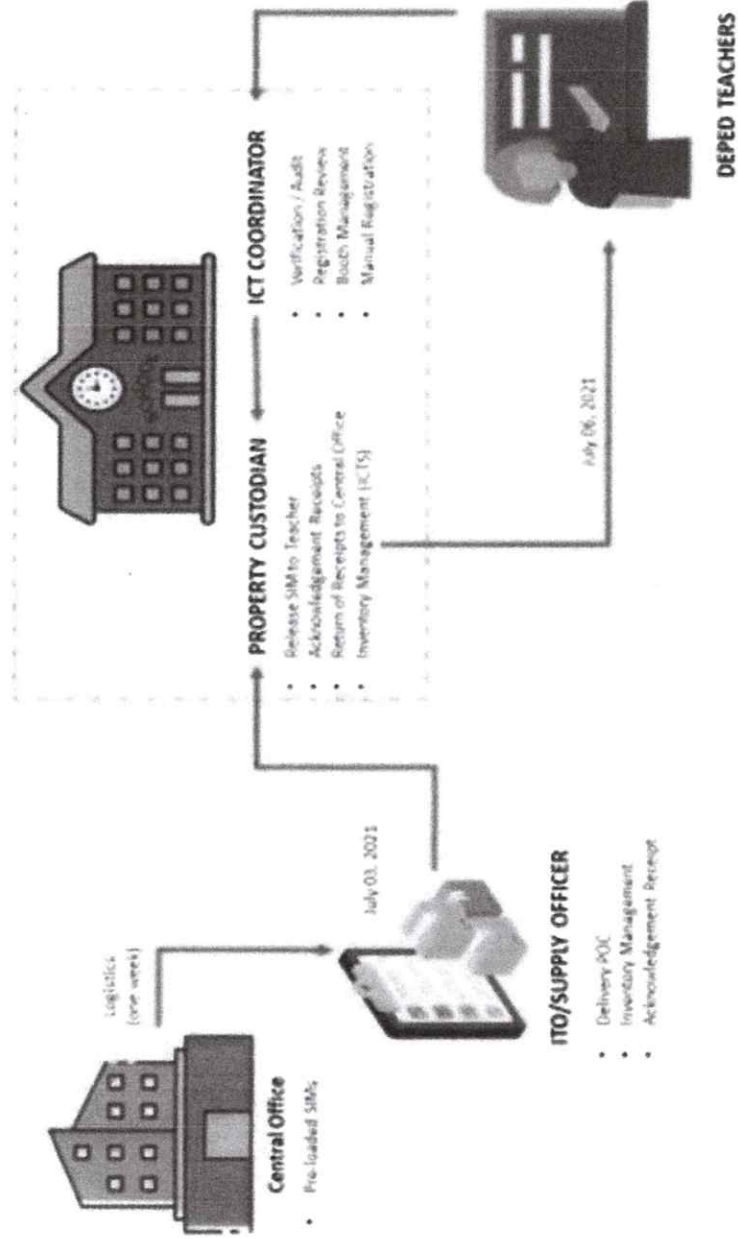 Central Office
• Pre-loaded SIMs
Logistics
(one week)
ITO/SUPPLY OFFICER
• Delivery POC
• Inventory Management
• Acknowledgement Receipt
July 03, 2021
PROPERTY CUSTODIAN
• Release SIM to Teacher
• Acknowledgement Receipts
• Return of Receipts to Central Office
• Inventory Management (ICTS)
ICT COORDINATOR
• Verification / Audit
• Registration Review
• Booth Management
• Manual Registration
July 06, 2021
DEPED TEACHERS